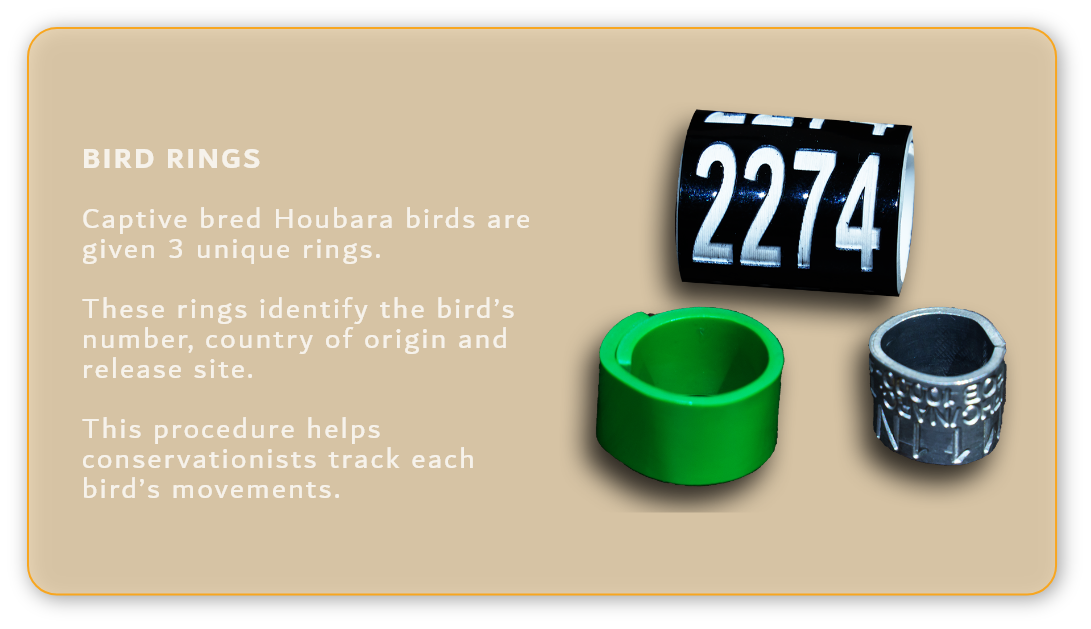 BIRD RINGS
Captive bred Houbara birds are
given 3 unique rings.
These rings identify the bird’s
number, country of origin and
release site.
This procedure helps
conservationists track each
bird’s movements.
2274
2274